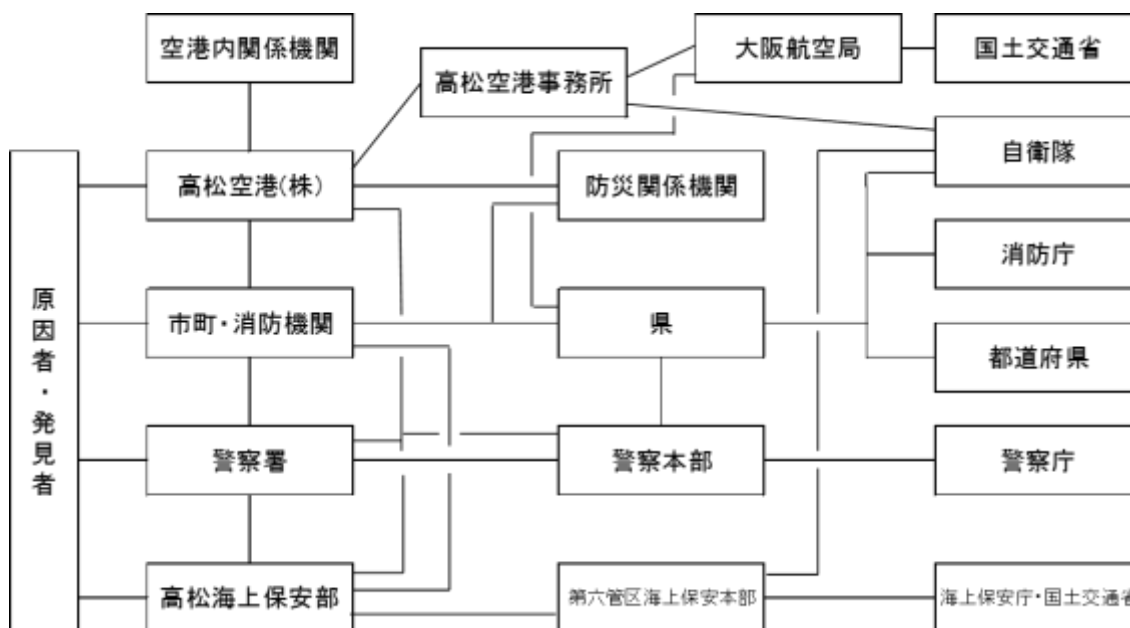 空港内関係機関
高松空港事務所
大阪航空局
国土交通省
自衛隊
高松空港(株)
防災関係機関
消防庁
原因者・発見者
市町・消防機関
県
都道府県
警察署
警察本部
警察庁
高松海上保安部
第六管区海上保安本部
海上保安庁・国土交通省